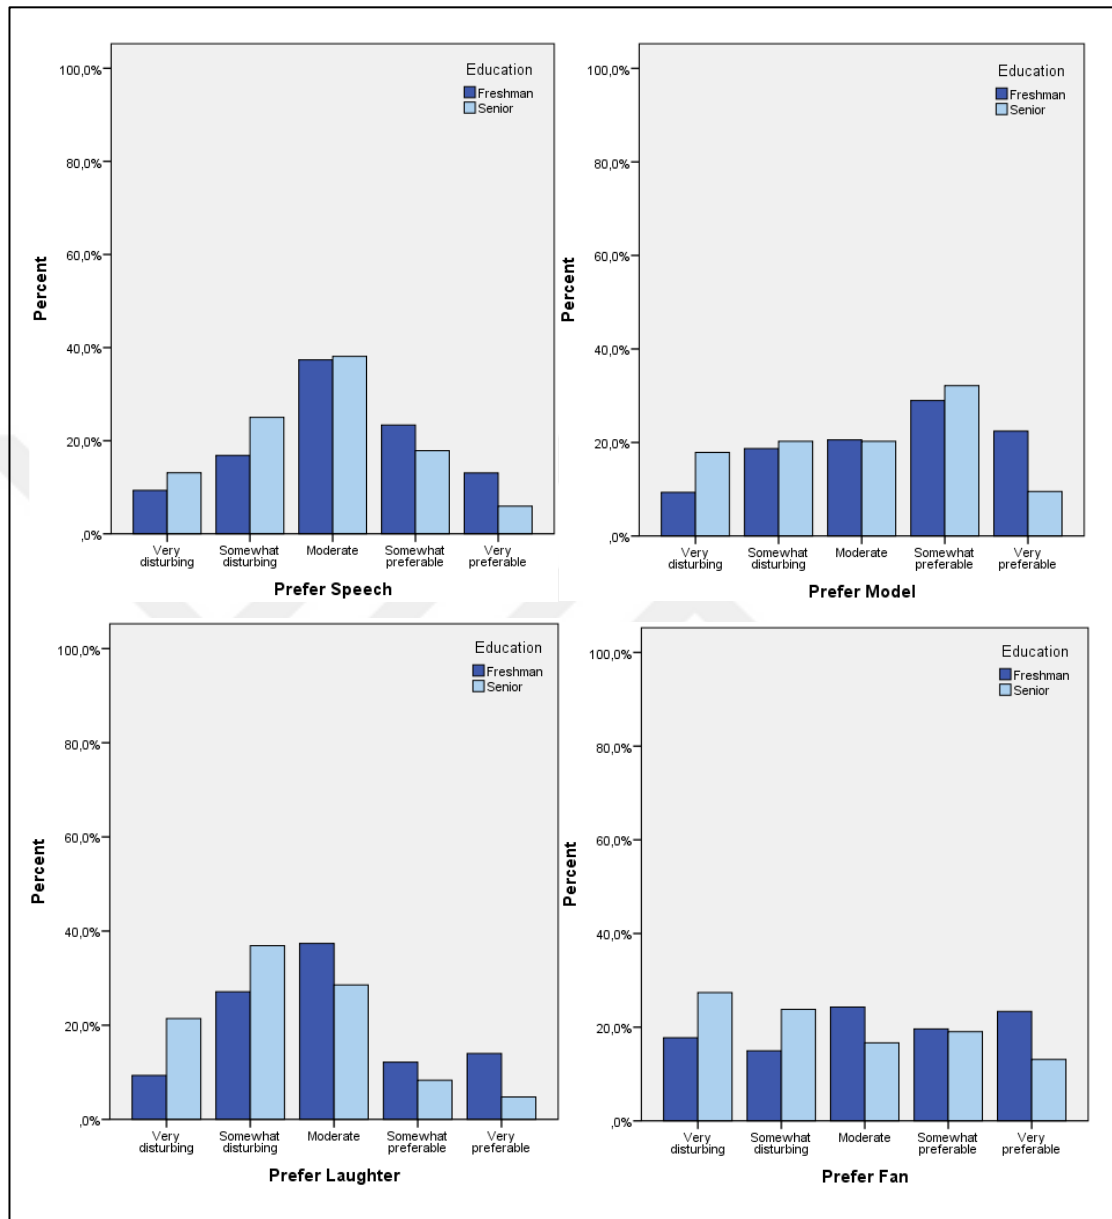 Education
Freshman
Senior
100,0%
80,0%
60,0%
40,0%
20,0%
,0%
Percent
Very disturbing
Somewhat disturbing
Moderate
Somewhat preferable
Very preferable
Prefer Speech
Education
Freshman
Senior
100,0%
80,0%
60,0%
40,0%
20,0%
,0%
Percent
Very disturbing
Somewhat disturbing
Moderate
Somewhat preferable
Very preferable
Prefer Model
Education
Freshman
Senior
100,0%
80,0%
60,0%
40,0%
20,0%
,0%
Percent
Very disturbing
Somewhat disturbing
Moderate
Somewhat preferable
Very preferable
Prefer Laughter
Education
Freshman
Senior
100,0%
80,0%
60,0%
40,0%
20,0%
,0%
Percent
Very disturbing
Somewhat disturbing
Moderate
Somewhat preferable
Very preferable
Prefer Fan